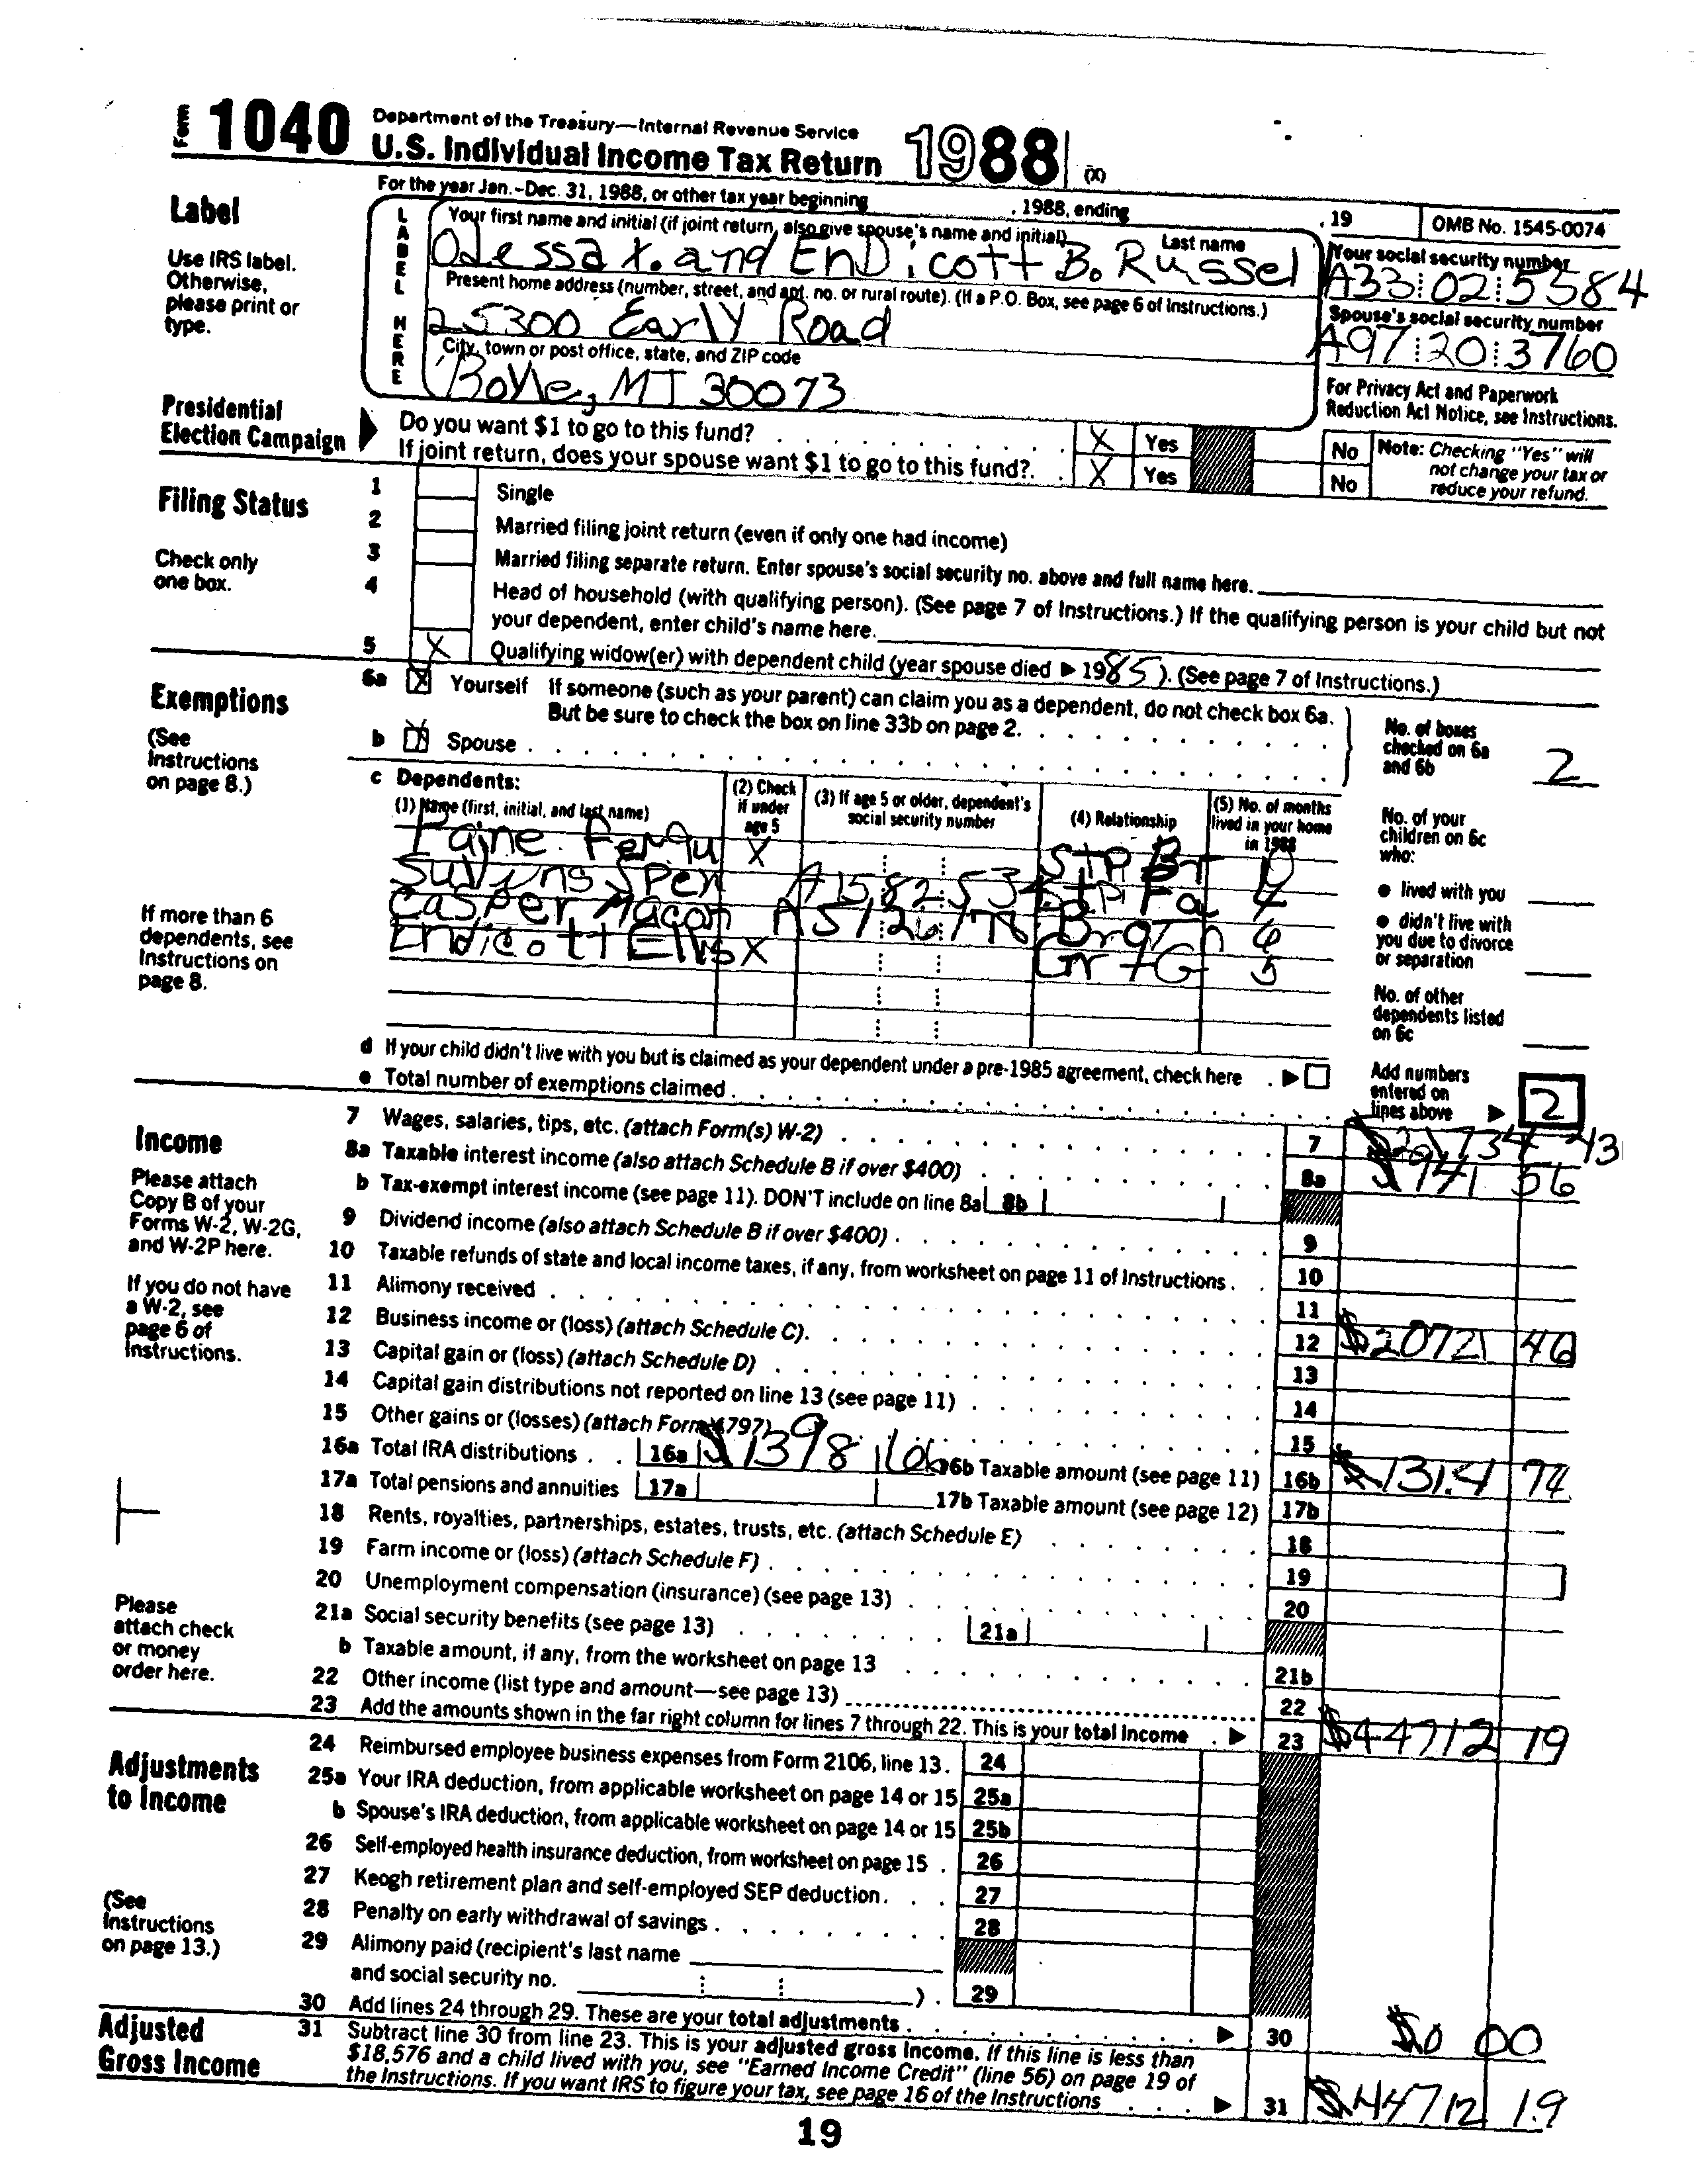 Form 1040 Department of the Treasury—Internal Revenue Service
U.S. Individual Income Tax Return 1988 (X)
For the year Jan.-Dec. 31, 1988, or other tax year beginning , 1988, ending , 19 OMB No. 1545-0074
Label
Use IRS label. Otherwise, please print or type.
LABEL HERE
Your first name and initial (if joint return, also give spouse's name and initial) Last name
Odessa X. and Endicott B. Russel
Your social security number
A33 02 5584
Present home address (number, street, and apt. no. or rural route). (If a P.O. Box, see page 6 of Instructions.)
25300 Early Road
Spouse's social security number
A97 20 3760
City, town or post office, state, and ZIP code
MT 30073
For Privacy Act and Paperwork Reduction Act Notice, see Instructions.
Presidential Election Campaign
Do you want $1 to go to this fund? X Yes No
If joint return, does your spouse want $1 to go to this fund? X Yes No
Note: Checking "Yes" will not change your tax or reduce your refund.
Filing Status
Check only one box.
1 Single
2 Married filing joint return (even if only one had income)
3 Married filing separate return. Enter spouse's social security no. above and full name here.
4 Head of household (with qualifying person). (See page 7 of Instructions.) If the qualifying person is your child but not
your dependent, enter child's name here.
5 X Qualifying widow(er) with dependent child (year spouse died ▶ 1985). (See page 7 of Instructions.)
Exemptions
(See Instructions on page 8.)
6a X Yourself If someone (such as your parent) can claim you as a dependent, do not check box 6a.
But be sure to check the box on line 33b on page 2.
b X Spouse
No. of boxes checked on 6a and 6b 2
c Dependents:
(1) Name (first, initial, and last name) (2) Check if under age 5 (3) If age 5 or older, dependent's social security number (4) Relationship (5) No. of months lived in your home in 1988
Paine Fergu X Stp Br
Spen Stp Fa
Casper Macon Broth 6
Endicott Ellis X Gr +G 5
If more than 6 dependents, see Instructions on page 8.
No. of your children on 6c who:
● lived with you
● didn't live with you due to divorce or separation
No. of other dependents listed on 6c
d If your child didn't live with you but is claimed as your dependent under a pre-1985 agreement, check here ▶
e Total number of exemptions claimed
Add numbers entered on lines above ▶ 2
Income
Please attach Copy B of your Forms W-2, W-2G, and W-2P here.
If you do not have a W-2, see page 6 of Instructions.
Please attach check or money order here.
7 Wages, salaries, tips, etc. (attach Form(s) W-2) 7 $21734 43
8a Taxable interest income (also attach Schedule B if over $400) 8a $941 56
b Tax-exempt interest income (see page 11). DON'T include on line 8a 8b
9 Dividend income (also attach Schedule B if over $400) 9
10 Taxable refunds of state and local income taxes, if any, from worksheet on page 11 of Instructions 10
11 Alimony received 11
12 Business income or (loss) (attach Schedule C) 12 $20721 46
13 Capital gain or (loss) (attach Schedule D) 13
14 Capital gain distributions not reported on line 13 (see page 11) 14
15 Other gains or (losses) (attach Form 4797) 15
16a Total IRA distributions 16a $1398 16b Taxable amount (see page 11) 16b $1314 74
17a Total pensions and annuities 17a 17b Taxable amount (see page 12) 17b
18 Rents, royalties, partnerships, estates, trusts, etc. (attach Schedule E) 18
19 Farm income or (loss) (attach Schedule F) 19
20 Unemployment compensation (insurance) (see page 13) 20
21a Social security benefits (see page 13) 21a
b Taxable amount, if any, from the worksheet on page 13 21b
22 Other income (list type and amount—see page 13) 22
23 Add the amounts shown in the far right column for lines 7 through 22. This is your total income ▶ 23 $44712 19
Adjustments to Income
(See Instructions on page 13.)
24 Reimbursed employee business expenses from Form 2106, line 13. 24
25a Your IRA deduction, from applicable worksheet on page 14 or 15 25a
b Spouse's IRA deduction, from applicable worksheet on page 14 or 15 25b
26 Self-employed health insurance deduction, from worksheet on page 15 26
27 Keogh retirement plan and self-employed SEP deduction 27
28 Penalty on early withdrawal of savings 28
29 Alimony paid (recipient's last name
and social security no. ) 29
30 Add lines 24 through 29. These are your total adjustments ▶ 30 $0 00
Adjusted Gross Income
31 Subtract line 30 from line 23. This is your adjusted gross income. If this line is less than
$18,576 and a child lived with you, see "Earned Income Credit" (line 56) on page 19 of
the Instructions. If you want IRS to figure your tax, see page 16 of the Instructions ▶ 31 $44712 19
19